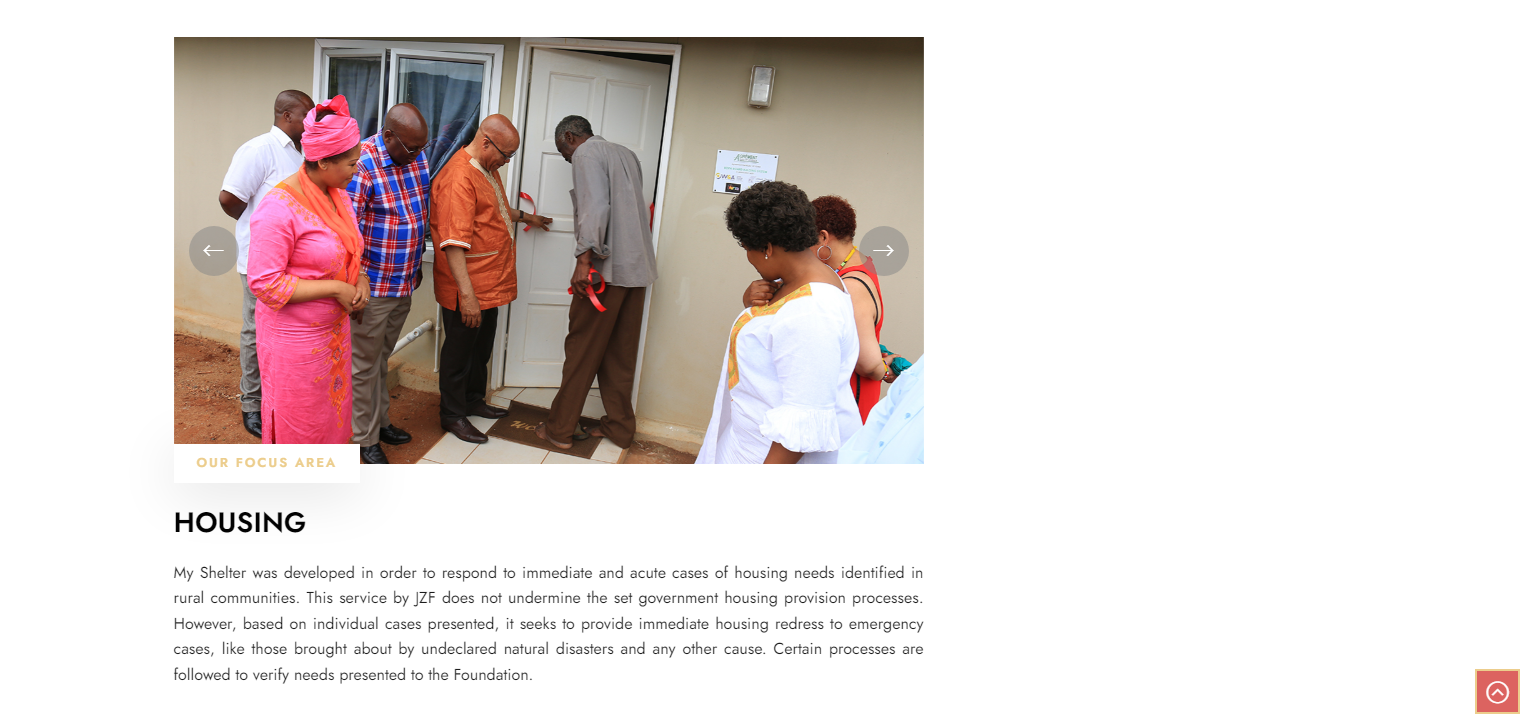 OUR FOCUS AREA
HOUSING
My Shelter was developed in order to respond to immediate and acute cases of housing needs identified in
rural communities. This service by JZF does not undermine the set government housing provision processes.
However, based on individual cases presented, it seeks to provide immediate housing redress to emergency
cases, like those brought about by undeclared natural disasters and any other cause. Certain processes are
followed to verify needs presented to the Foundation.